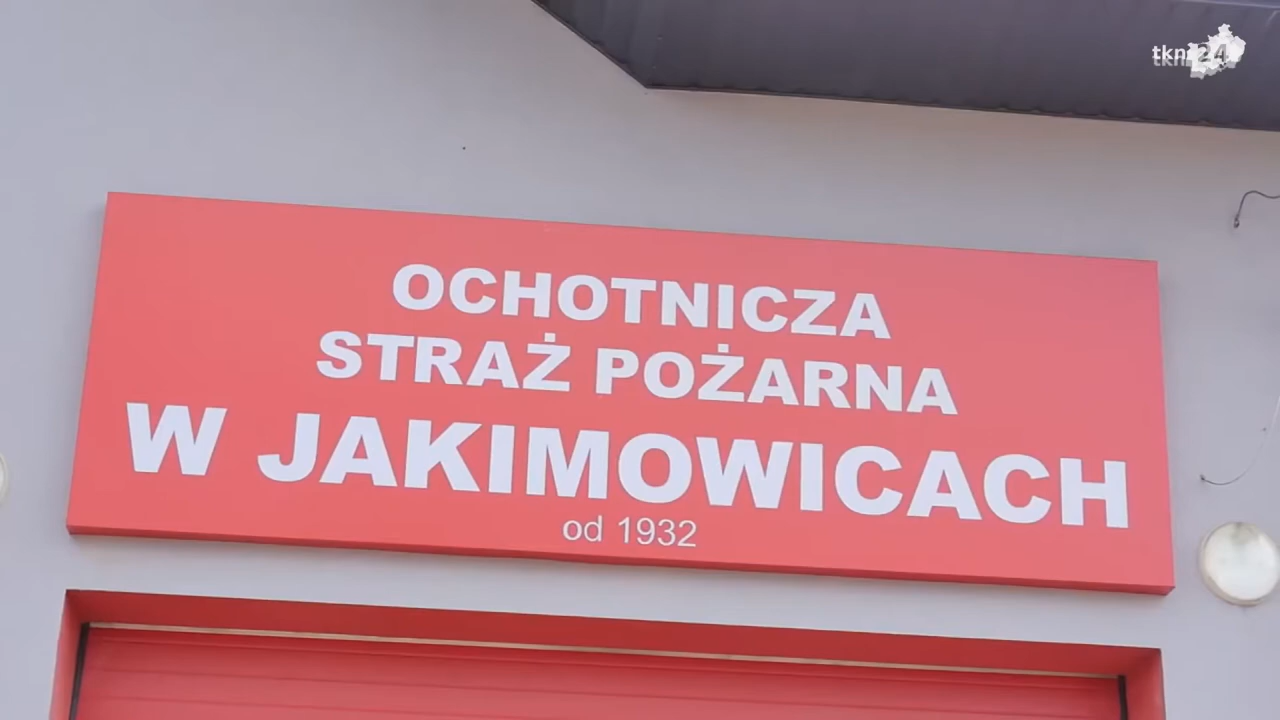 tkn24
OCHOTNICZA
STRAŻ POŻARNA
W JAKIMOWICACH
od 1932